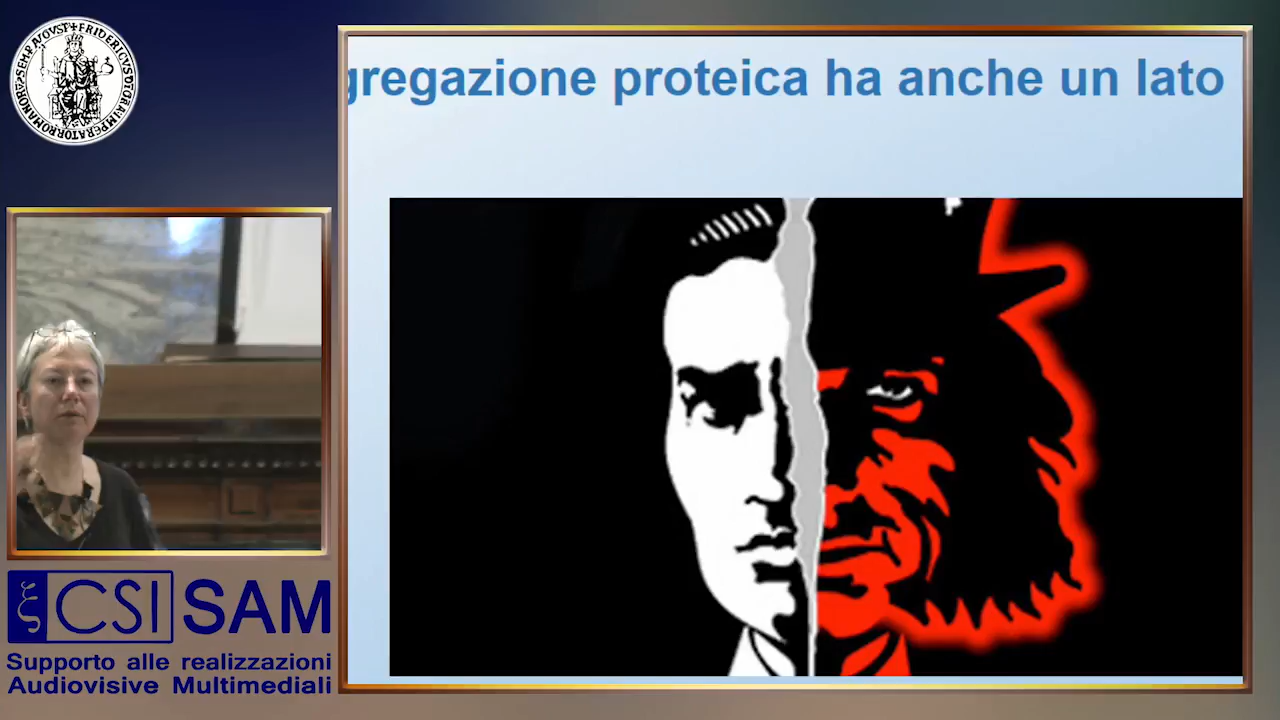 gregazione proteica ha anche un lato
CSI SAM
Supporto alle realizzazioni
Audiovisive Multimediali